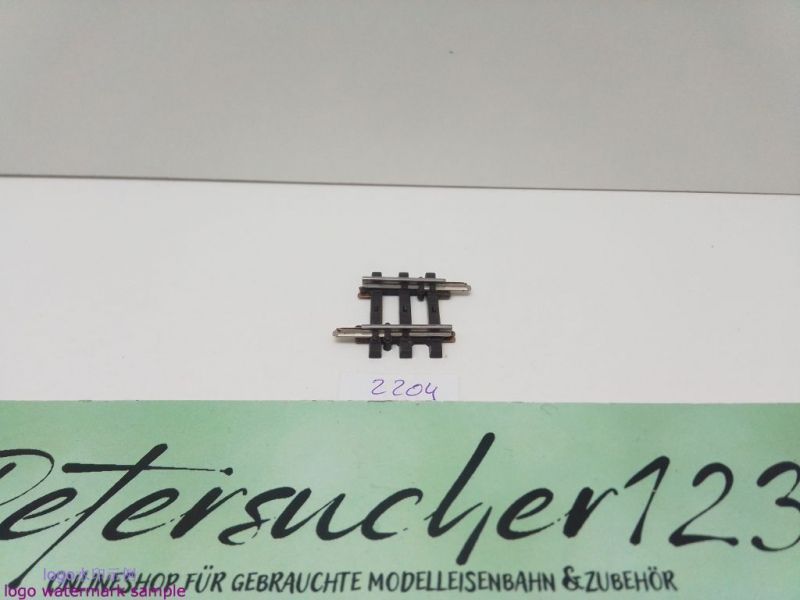 2204
Petersucher123
ONLINESHOP FÜR GEBRAUCHTE MODELLEISENBAHN & ZUBEHÖR
logo watermark sample